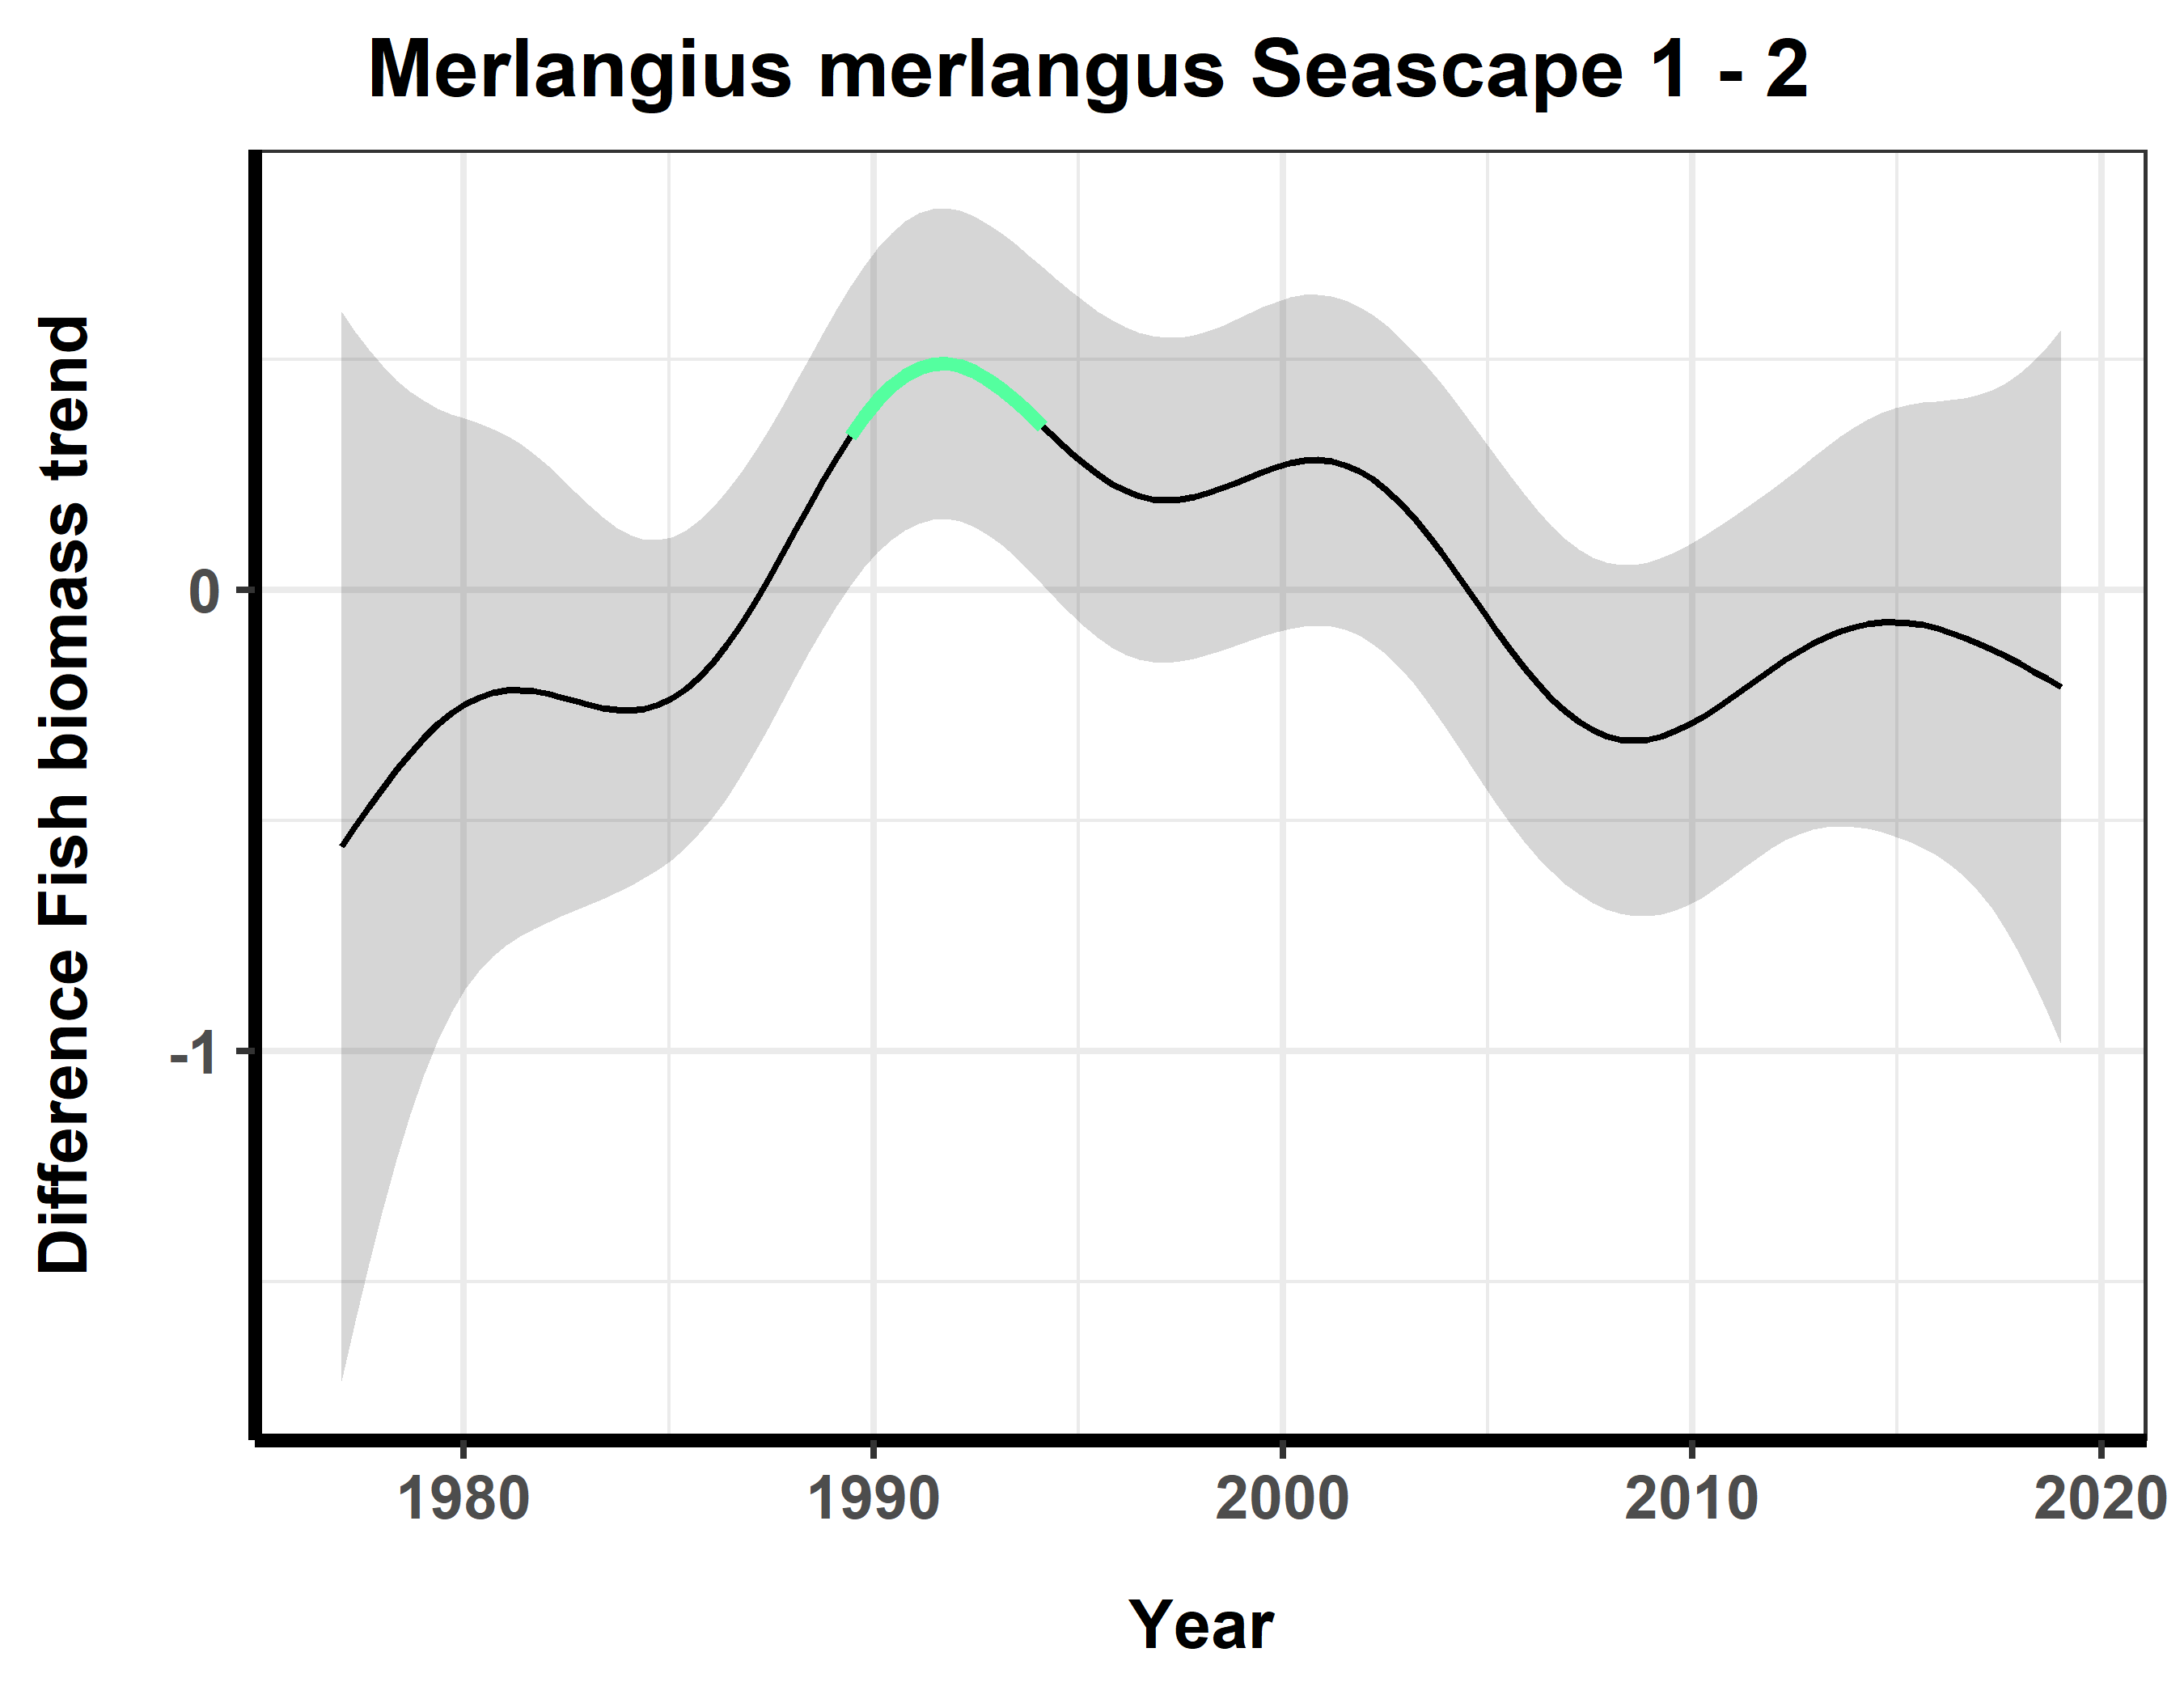 Merlangius merlangus Seascape 1 - 2
Difference Fish biomass trend
0
-1
1980 1990 2000 2010 2020
Year